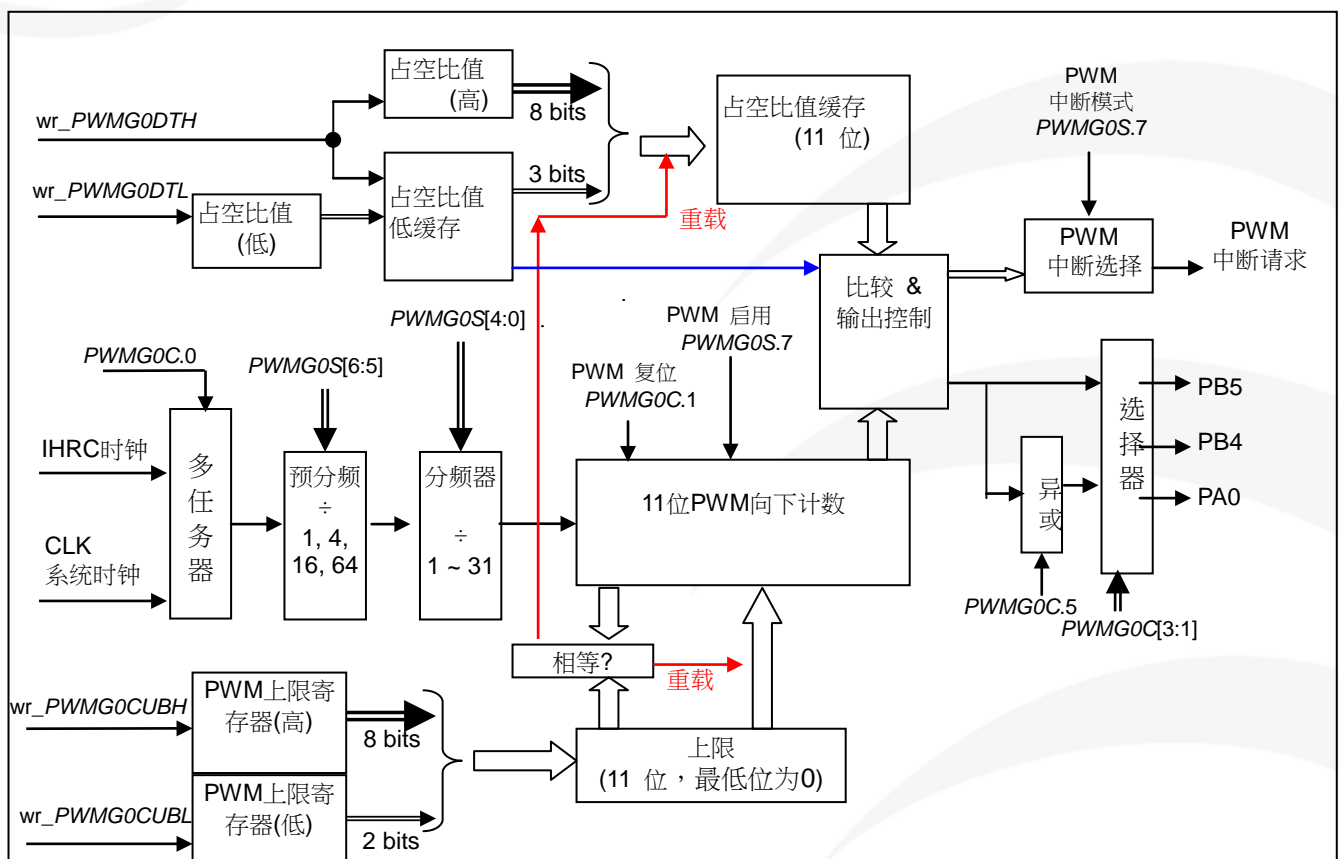 占空比值
(高)
8 bits
wr_PWMG0DTH
占空比值
低缓存
3 bits
wr_PWMG0DTL
占空比值
(低)
重载
占空比值缓存
(11 位)
PWM
中断模式
PWMG0S.7
PWM
中断选择
PWM
中断请求
比较 &
输出控制
PWMG0C.0
PWMG0S[6:5]
PWMG0S[4:0]
PWM 复位
PWMG0C.1
PWM 启用
PWMG0S.7
IHRC时钟
CLK
系统时钟
多
任
务
器
预分频
÷
1, 4,
16, 64
分频器
÷
1 ~ 31
11位PWM向下计数
异
或
PWMG0C.5
选
择
器
PWMG0C[3:1]
PB5
PB4
PA0
相等?
重载
wr_PWMG0CUBH
PWM上限寄
存器(高)
8 bits
wr_PWMG0CUBL
PWM上限寄
存器(低)
2 bits
上限
(11 位，最低位为0)